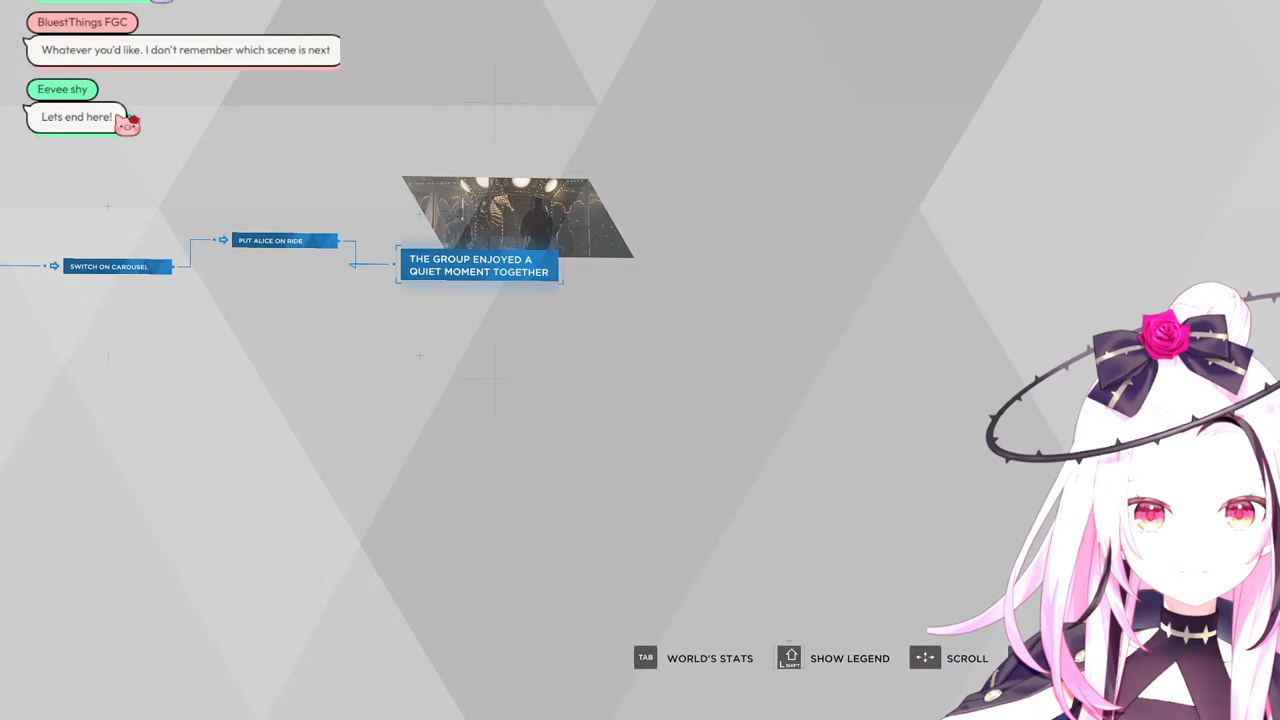 BluestThings FGC
Whatever you'd like. I don't remember which scene is next
Eevee shy
Lets end here!
SWITCH ON CAROUSEL
PUT ALICE ON RIDE
THE GROUP ENJOYED A
QUIET MOMENT TOGETHER
TAB WORLD'S STATS
L SHIFT SHOW LEGEND
SCROLL